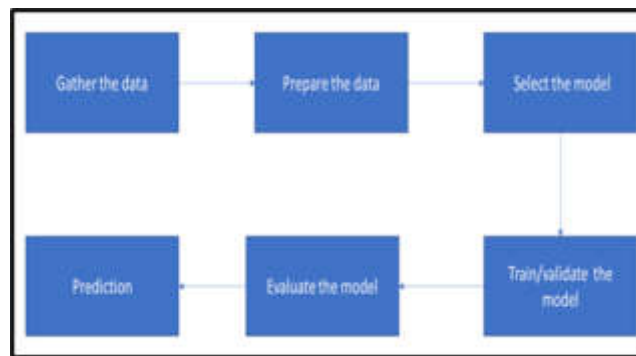 Gather the data
Prepare the data
Select the model
Train/validate the
model
Evaluate the model
Prediction